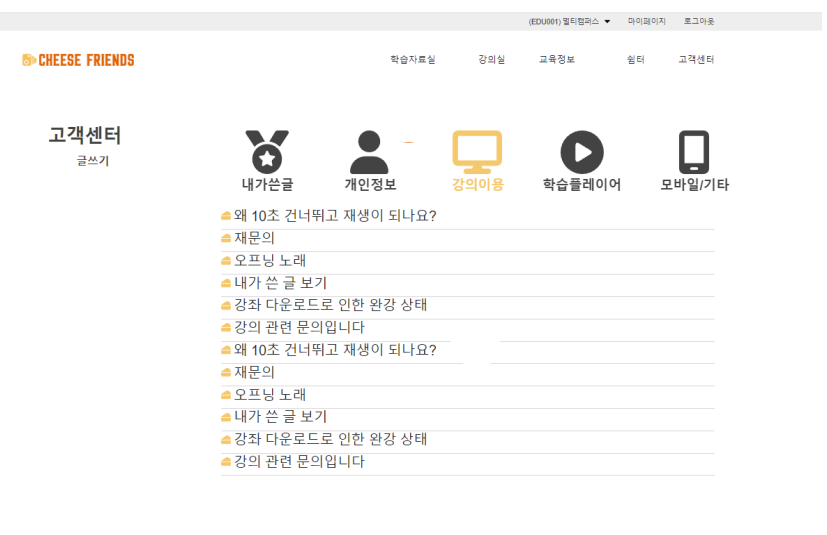 (EDU001) 멀티캠퍼스 마이페이지 로그아웃
CHEESE FRIENDS 학습자료실 강의실 교육정보 쉼터 고객센터
고객센터
글쓰기
내가쓴글 개인정보 강의이용 학습플레이어 모바일/기타
왜 10초 건너뛰고 재생이 되나요?
재문의
오프닝 노래
내가 쓴 글 보기
강좌 다운로드로 인한 완강 상태
강의 관련 문의입니다
왜 10초 건너뛰고 재생이 되나요?
재문의
오프닝 노래
내가 쓴 글 보기
강좌 다운로드로 인한 완강 상태
강의 관련 문의입니다